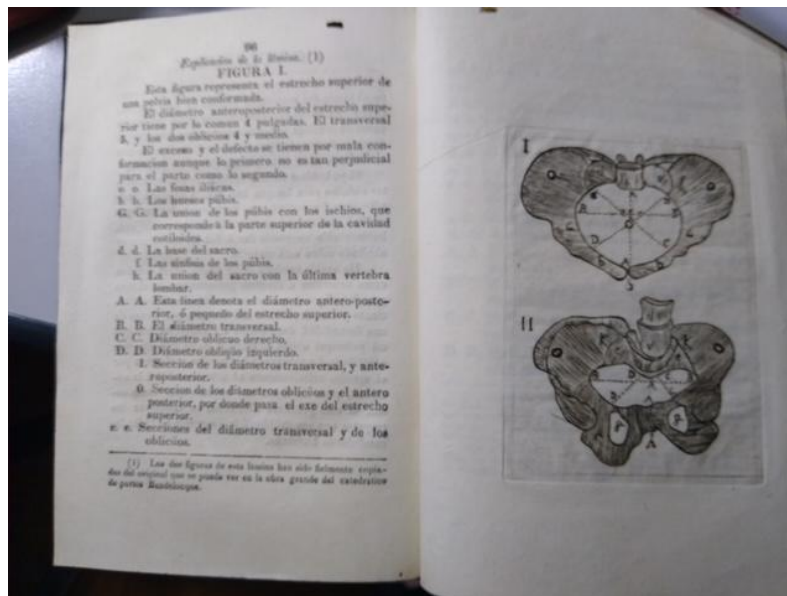 96
Explicacion de la lámina. (1)
FIGURA I.
Esta figura representa el estrecho superior de
una pelvis bien conformada.
El diámetro anteroposterior del estrecho supe-
rior tiene por lo comun 4 pulgadas. El transversal
5, y los dos oblicuos 4 y medio.
El exceso y el defecto se tienen por mala con-
formacion aunque lo primero no es tan perjudicial
para el parto como lo segundo.
a. a. Las fosas iliacas.
b. b. Los huesos púbis.
G. G. La union de los púbis con los ischios, que
corresponde á la parte superior de la cavidad
cotiloidea.
d. d. La base del sacro.
f. Las sinfisis de los púbis.
h. La union del sacro con la última vertebra
lombar.
A. A. Esta linea denota el diámetro antero-poste-
rior, ó pequeño del estrecho superior.
B. B. El diámetro transversal.
C. C. Diámetro oblicuo derecho.
D. D. Diámetro oblicuo izquierdo.
I. Seccion de los diámetros transversal, y ante-
roposterior.
0. Seccion de los diámetros oblicüos y el antero
posterior, por donde pasa el exe del estrecho
superior.
e. e. Secciones del diámetro transversal y de los
oblicüos.
(1) Las dos figuras de esta lamina han sido fielmente copia-
das del original que se puede ver en la obra grande del catedrático
de partos Baudelocque.
I
II